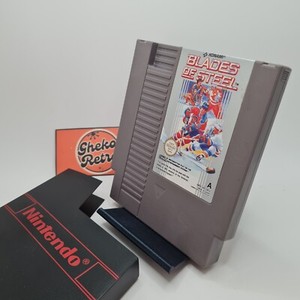 KONAMI
BLADES
OF STEEL
A
Gheko
Retro
Nintendo